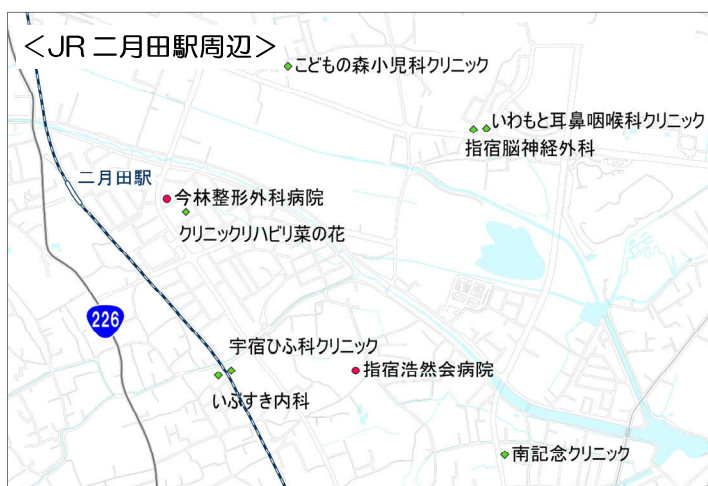 ＜JR 二月田駅周辺＞
こどもの森小児科クリニック
いわもと耳鼻咽喉科クリニック
指宿脳神経外科
二月田駅
今林整形外科病院
クリニックリハビリ菜の花
226
宇宿ひふ科クリニック
指宿浩然会病院
いぶすき内科
南記念クリニック